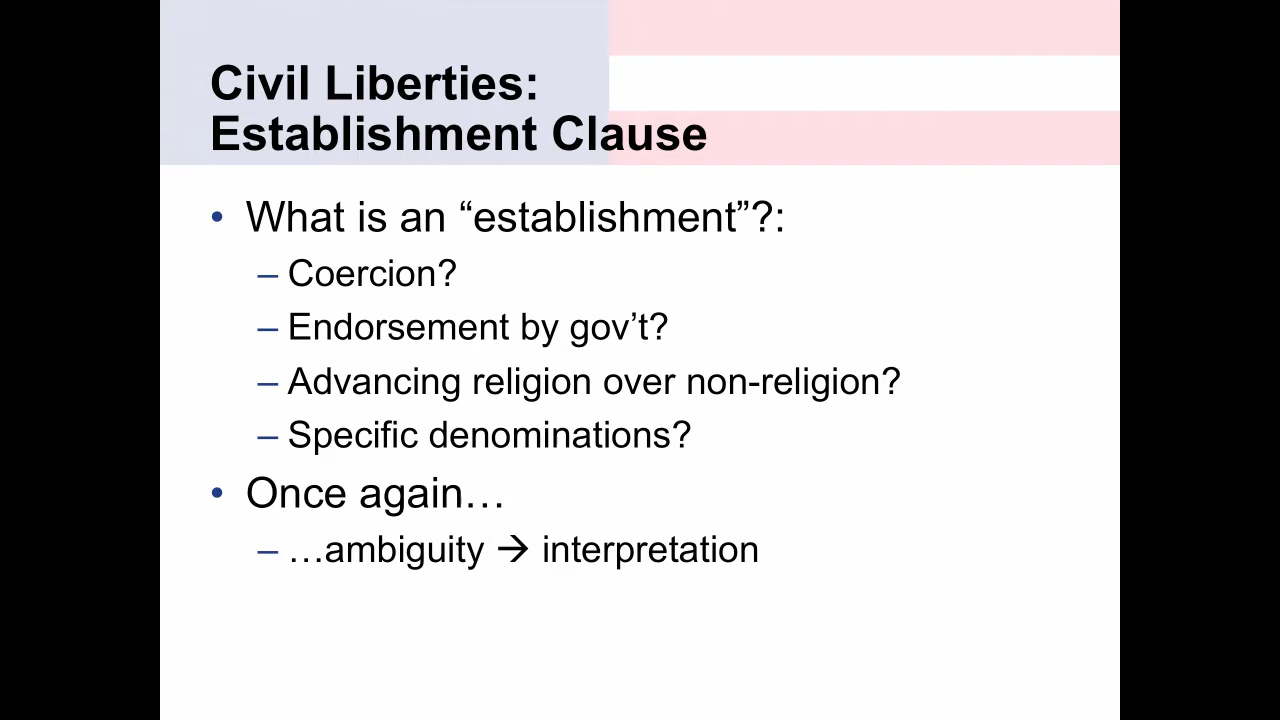 Civil Liberties:
Establishment Clause
• What is an “establishment”?:
– Coercion?
– Endorsement by gov’t?
– Advancing religion over non-religion?
– Specific denominations?
• Once again…
– …ambiguity → interpretation